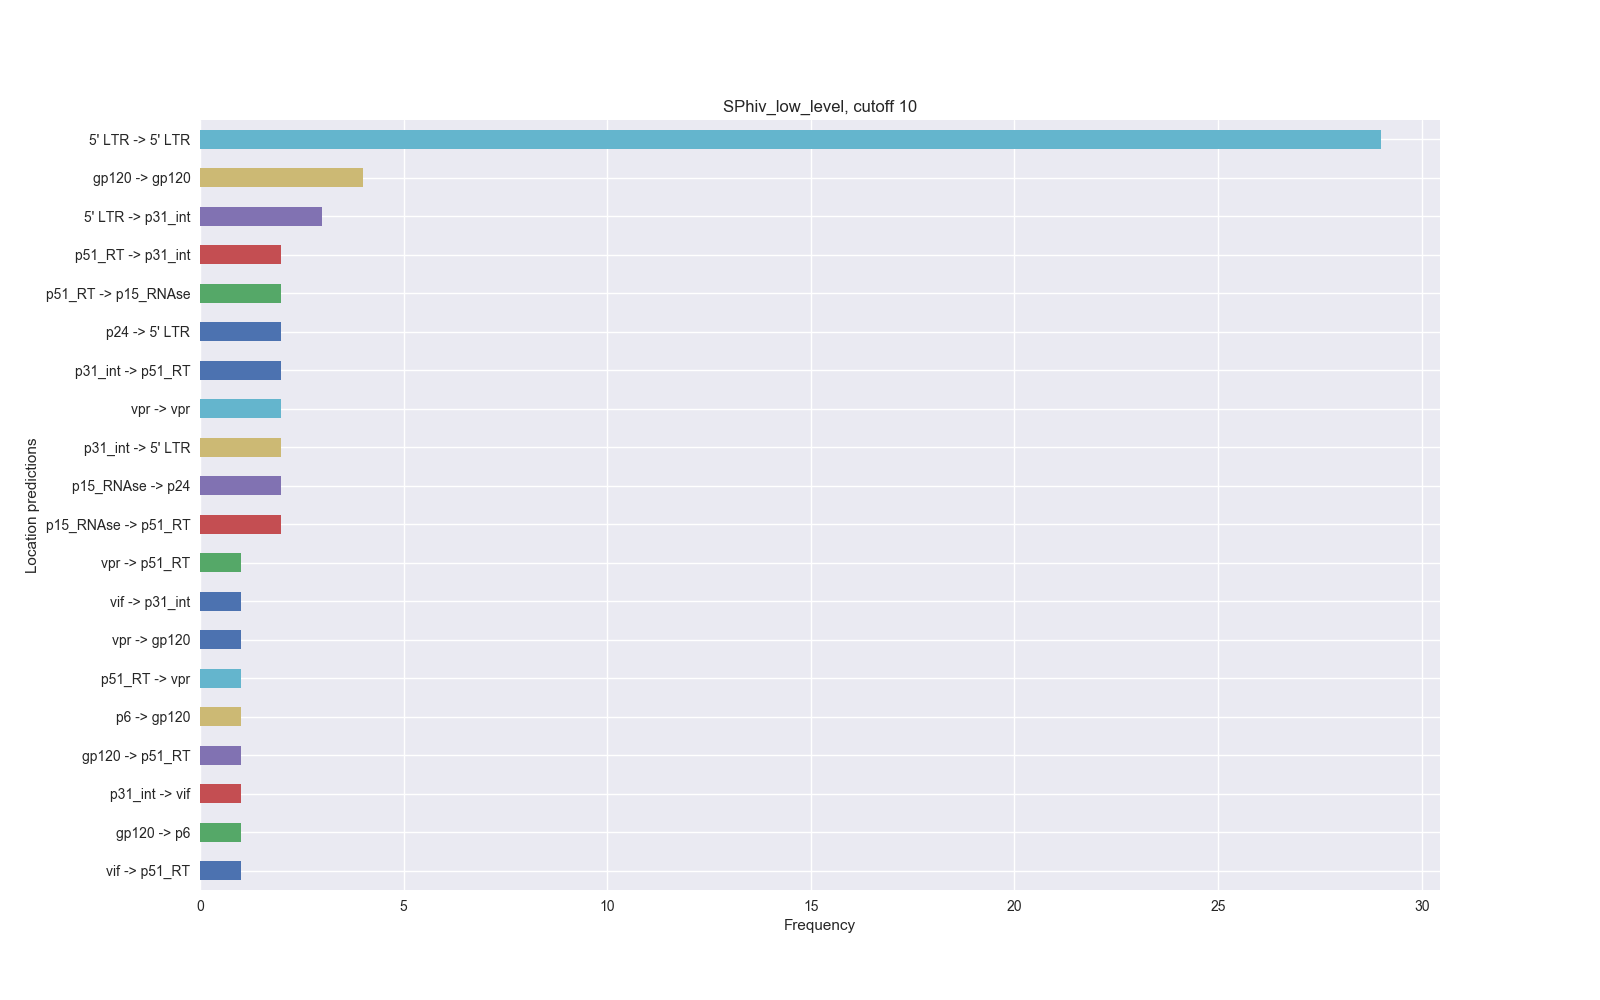 SPhiv_low_level, cutoff 10
5' LTR -> 5' LTR
gp120 -> gp120
5' LTR -> p31_int
p51_RT -> p31_int
p51_RT -> p15_RNAse
p24 -> 5' LTR
p31_int -> p51_RT
vpr -> vpr
p31_int -> 5' LTR
p15_RNAse -> p24
p15_RNAse -> p51_RT
vpr -> p51_RT
vif -> p31_int
vpr -> gp120
p51_RT -> vpr
p6 -> gp120
gp120 -> p51_RT
p31_int -> vif
gp120 -> p6
vif -> p51_RT
Location predictions
0 5 10 15 20 25 30
Frequency